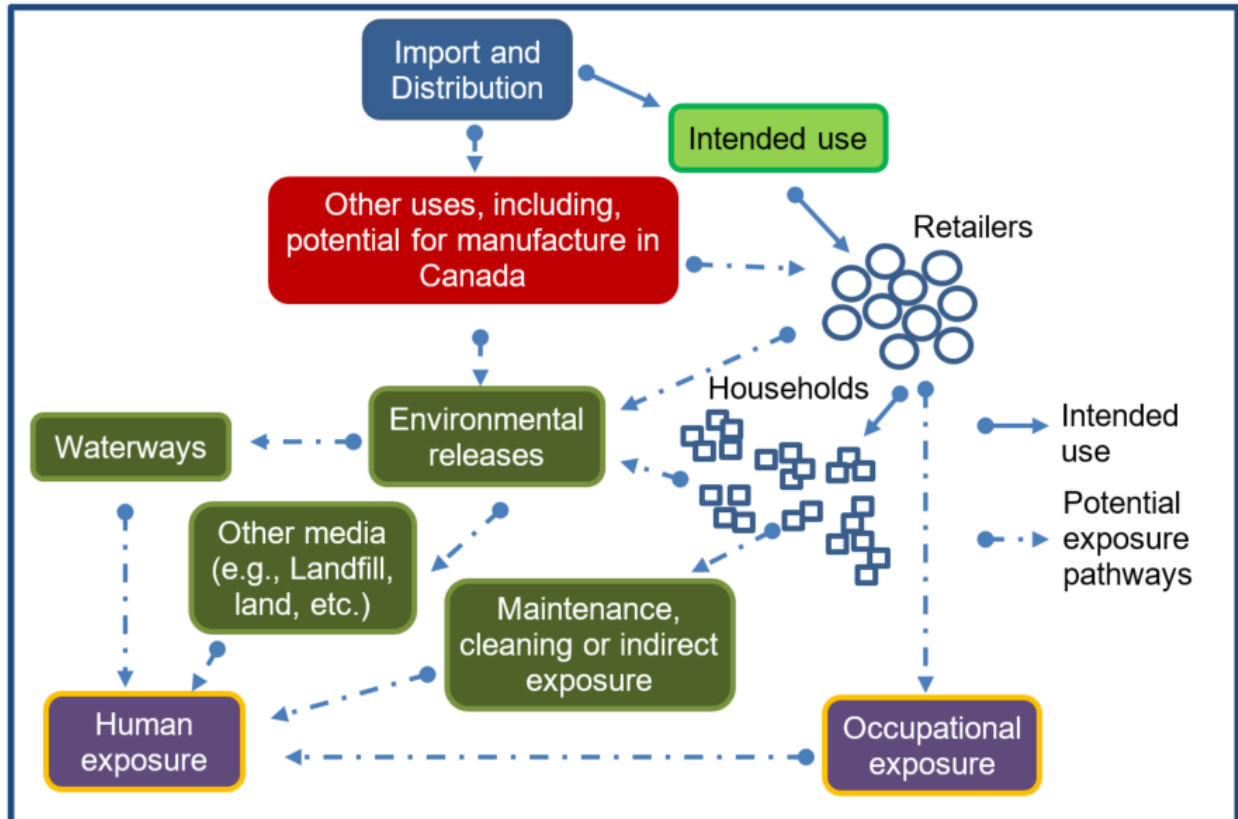 Import and
Distribution
Intended use
Other uses, including,
potential for manufacture in
Canada
Retailers
Households
Environmental
releases
Waterways
Intended
use
Other media
(e.g., Landfill,
land, etc.)
Potential
exposure
pathways
Maintenance,
cleaning or indirect
exposure
Human
exposure
Occupational
exposure